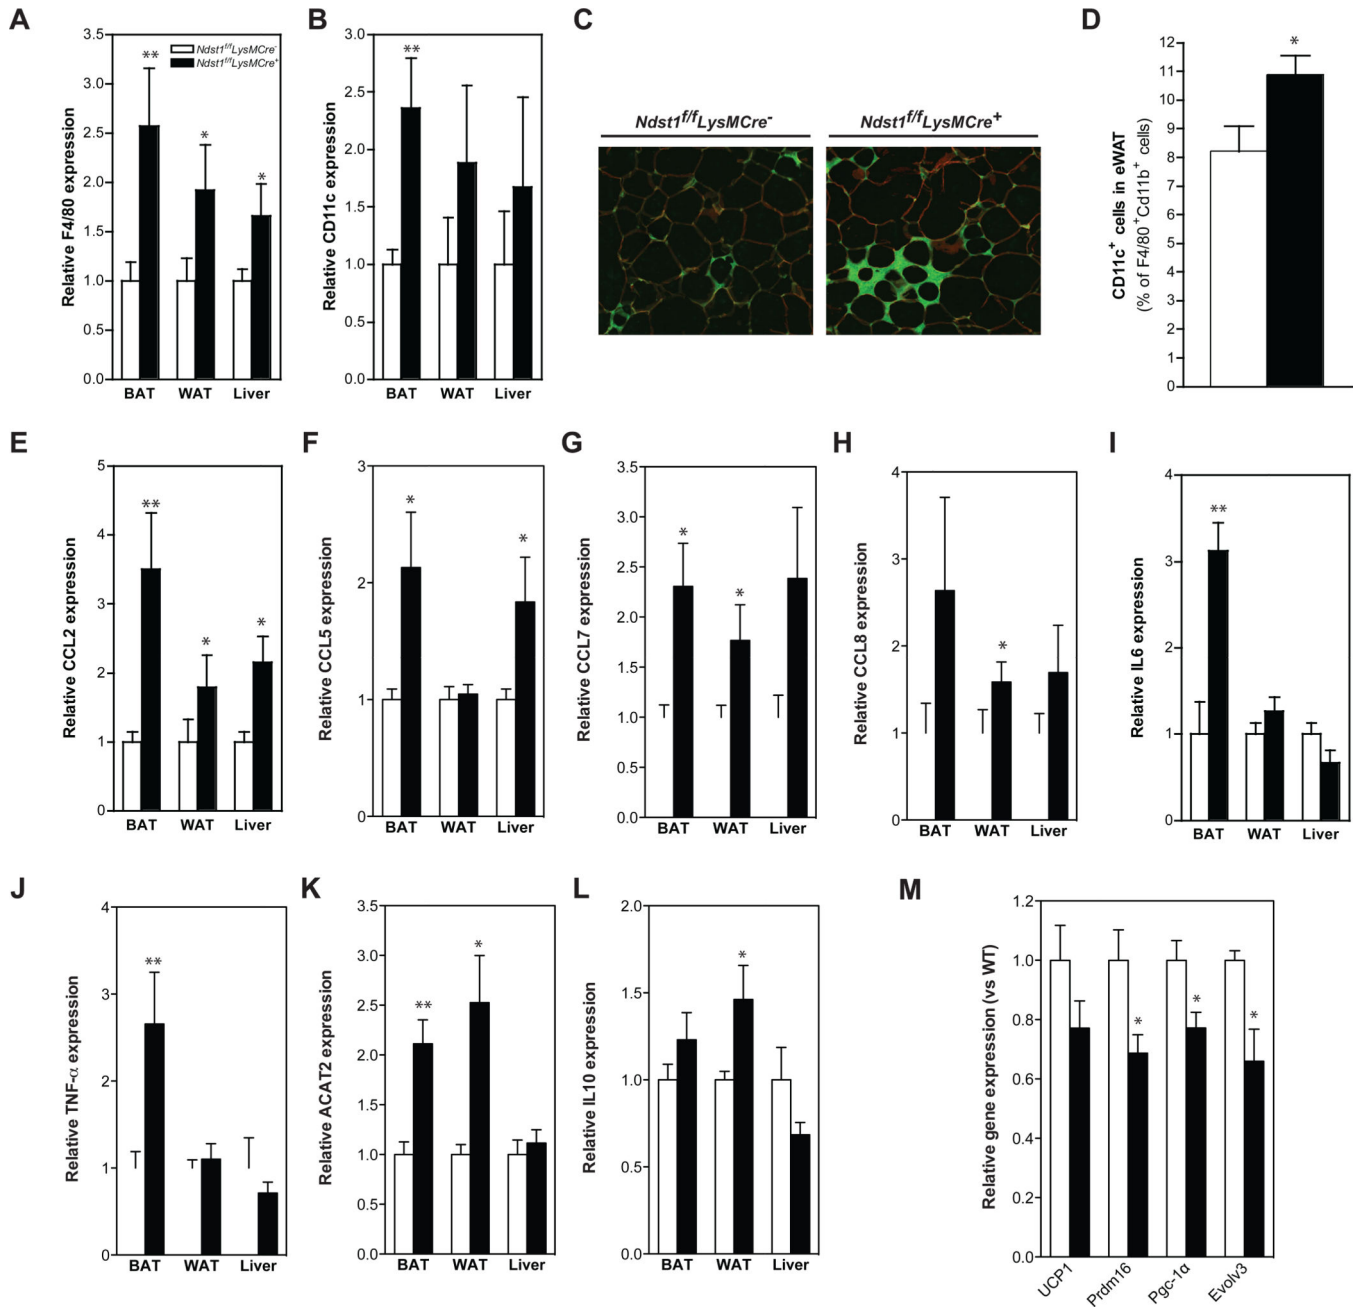 A
Relative F4/80 expression
3.5
3.0
2.5
2.0
1.5
1.0
0.5
0.0
Ndst1f/fLysMCre-
Ndst1f/fLysMCre+
**
*
*
BAT WAT Liver
B
Relative CD11c expression
3.0
2.5
2.0
1.5
1.0
0.5
0.0
**
BAT WAT Liver
C
Ndst1f/fLysMCre-
Ndst1f/fLysMCre+
D
CD11c+ cells in eWAT
(% of F4/80+Cd11b+ cells)
12
11
10
9
8
7
6
5
4
3
2
1
0
*
E
Relative CCL2 expression
5
4
3
2
1
0
**
*
*
BAT WAT Liver
F
Relative CCL5 expression
3
2
1
0
*
*
BAT WAT Liver
G
Relative CCL7 expression
3.5
3.0
2.5
2.0
1.5
1.0
0.5
0.0
*
*
BAT WAT Liver
H
Relative CCL8 expression
4
3
2
1
0
*
BAT WAT Liver
I
Relative IL6 expression
4
3
2
1
0
**
BAT WAT Liver
J
Relative TNF-α expression
4
3
2
1
0
**
BAT WAT Liver
K
Relative ACAT2 expression
3.5
3.0
2.5
2.0
1.5
1.0
0.5
0.0
**
*
BAT WAT Liver
L
Relative IL10 expression
2.0
1.5
1.0
0.5
0.0
*
BAT WAT Liver
M
Relative gene expression (vs WT)
1.2
1.0
0.8
0.6
0.4
0.2
0.0
*
*
*
UCP1
Prdm16
Pgc-1α
Evolv3